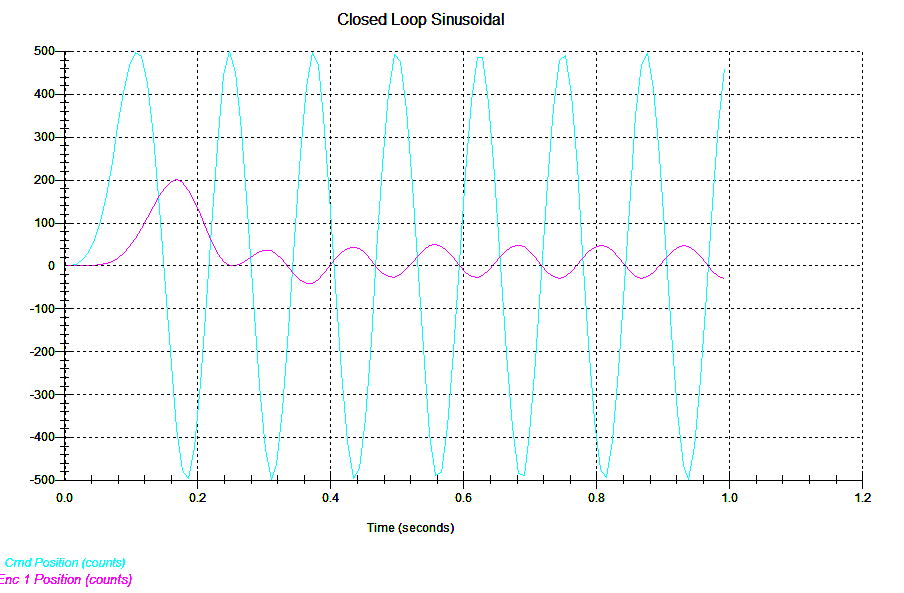 Closed Loop Sinusoidal
500
400
300
200
100
0
-100
-200
-300
-400
-500
0.0 0.2 0.4 0.6 0.8 1.0 1.2
Time (seconds)
Cmd Position (counts)
Enc 1 Position (counts)